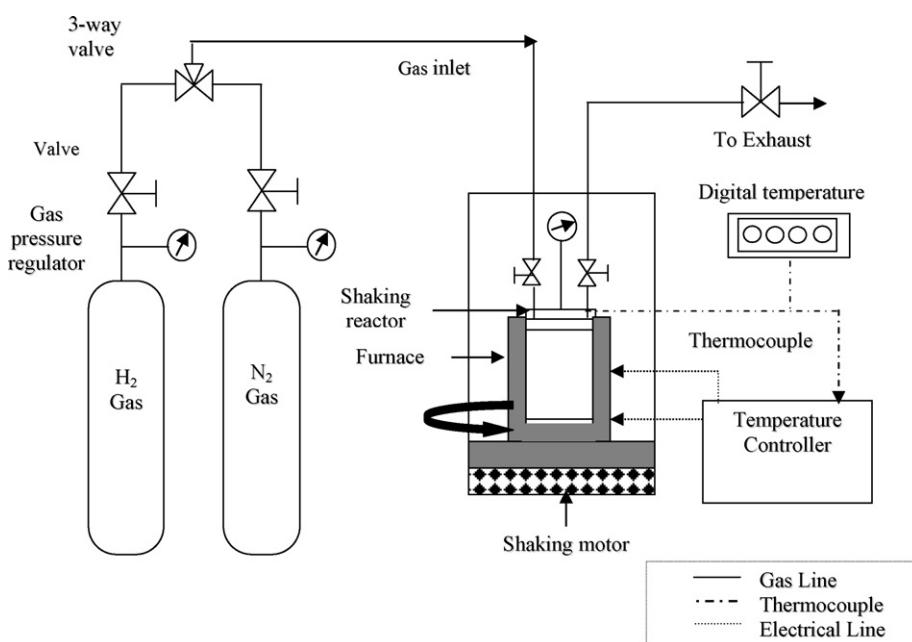 3-way
valve
Gas inlet
To Exhaust
Valve
Digital temperature
Gas
pressure
regulator
Shaking
reactor
Thermocouple
Furnace
H₂
Gas
N₂
Gas
Temperature
Controller
Shaking motor
Gas Line
Thermocouple
Electrical Line